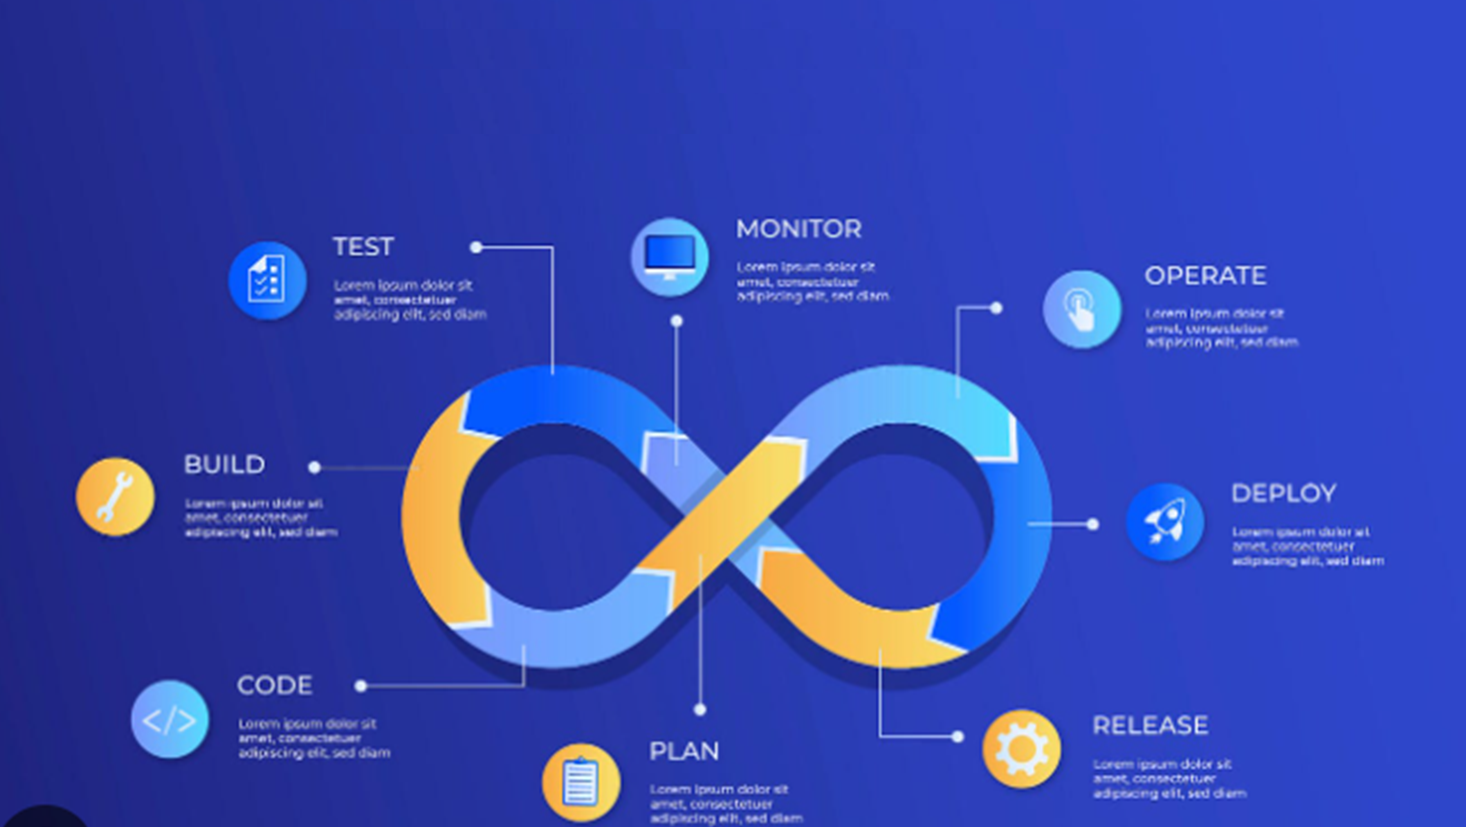 TEST
Lorem ipsum dolor sit
amet, consectetuer
adipiscing elit, sed diam
MONITOR
Lorem ipsum dolor sit
amet, consectetuer
adipiscing elit, sed diam
OPERATE
Lorem ipsum dolor sit
amet, consectetuer
adipiscing elit, sed diam
BUILD
Lorem ipsum dolor sit
amet, consectetuer
adipiscing elit, sed diam
DEPLOY
Lorem ipsum dolor sit
amet, consectetuer
adipiscing elit, sed diam
</>
CODE
Lorem ipsum dolor sit
amet, consectetuer
adipiscing elit, sed diam
PLAN
Lorem ipsum dolor sit
amet, consectetuer
adipiscing elit, sed diam
RELEASE
Lorem ipsum dolor sit
amet, consectetuer
adipiscing elit, sed diam